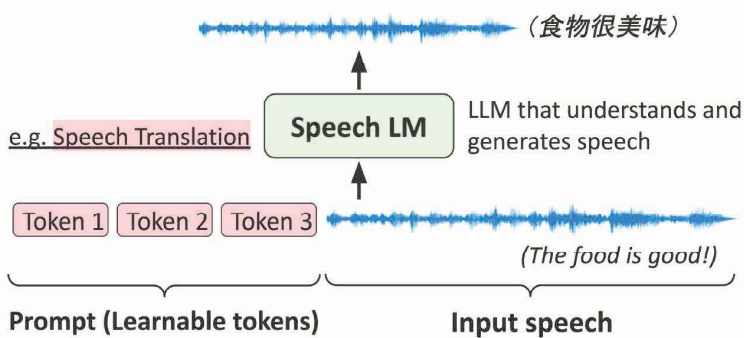 （食物很美味）
Speech LM
LLM that understands and
generates speech
e.g. Speech Translation
Token 1 Token 2 Token 3
(The food is good!)
Prompt (Learnable tokens)
Input speech